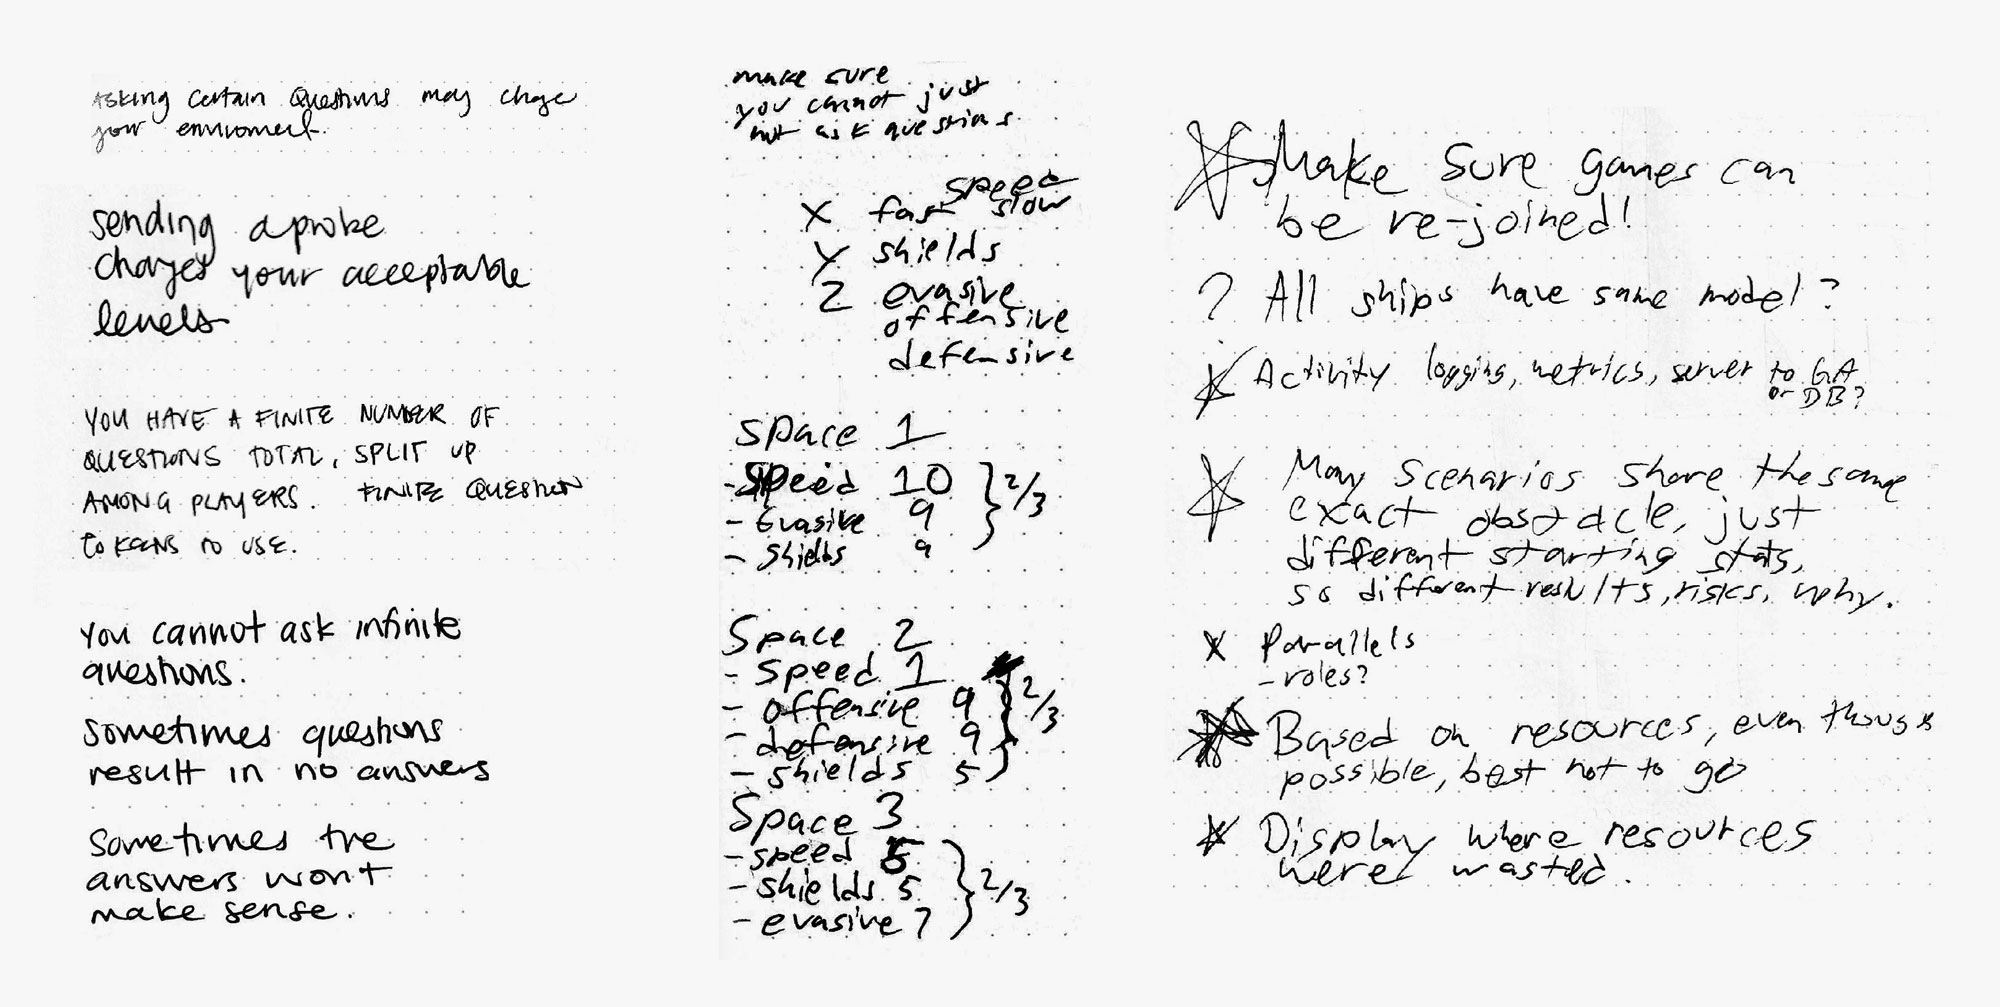 Asking certain Questions may chage
your enviroment.
sending a probe
changes your acceptable
levels
YOU HAVE A FINITE NUMBER OF
QUESTIONS TOTAL, SPLIT UP
AMONG PLAYERS. FINITE QUESTION
tOKENS TO USE.
You cannot ask infinite
questions.
Sometimes questions
result in no answers
Sometimes the
answers wont
make sense.
make sure
you cannot just
not ask questions
speed
X fast slow
Y shields
Z evasive
offensive
defensive
space 1
- speed 10 } 2/3
- Evasive 9
- shields 9
Space 2
- speed 1
- offensive 9 } 2/3
- defensive 9
- shields 5
Space 3
- speed 5
- shields 5 } 2/3
- evasive 7
Make sure games can
be re-joined!
? All ships have same model?
Activity logging, metrics, server to GA
or DB?
Many Scenarios share the same
exact obstacle, just
different starting stats,
so different results, risks, why.
X Parallels
- roles?
Based on resources, even though
possible, best not to go
Display where resources
were wasted.